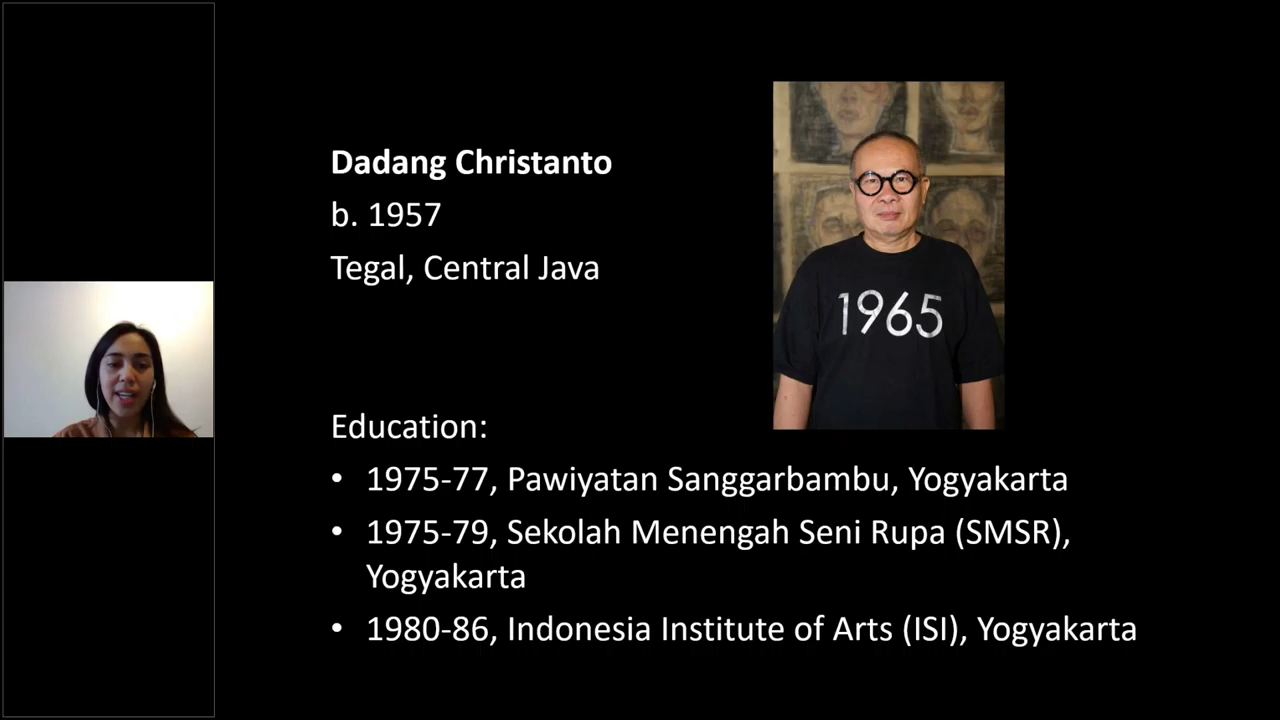 Dadang Christanto
b. 1957
Tegal, Central Java
1965
Education:
• 1975-77, Pawiyatan Sanggarbambu, Yogyakarta
• 1975-79, Sekolah Menengah Seni Rupa (SMSR),
Yogyakarta
• 1980-86, Indonesia Institute of Arts (ISI), Yogyakarta